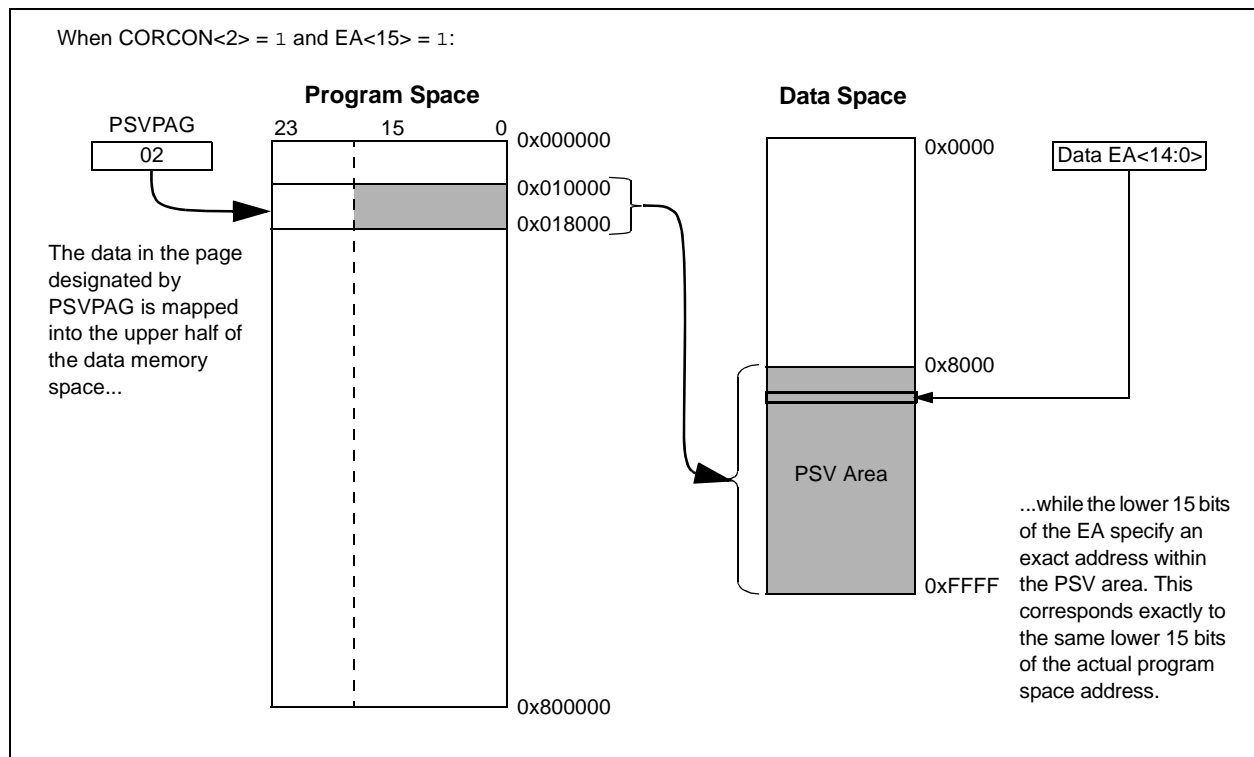 When CORCON<2> = 1 and EA<15> = 1:
Program Space
Data Space
PSVPAG
02
23 15 0
0x000000
0x010000
0x018000
0x800000
The data in the page
designated by
PSVPAG is mapped
into the upper half of
the data memory
space...
0x0000
0x8000
0xFFFF
PSV Area
Data EA<14:0>
...while the lower 15 bits
of the EA specify an
exact address within
the PSV area. This
corresponds exactly to
the same lower 15 bits
of the actual program
space address.